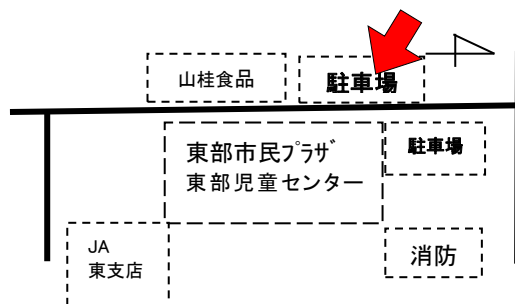 山桂食品
駐車場
東部市民プラザ
東部児童センター
駐車場
JA
東支店
消防